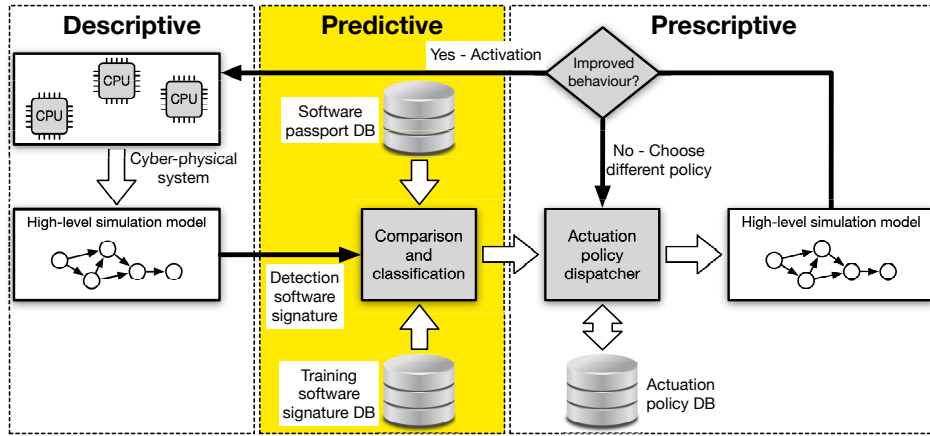 Descriptive
Predictive
Prescriptive
CPU
CPU
CPU
Yes - Activation
Improved
behaviour?
Software
passport DB
Cyber-physical
system
No - Choose
different policy
High-level simulation model
Comparison
and
classification
Actuation
policy
dispatcher
High-level simulation model
Detection
software
signature
Training
software
signature DB
Actuation
policy DB